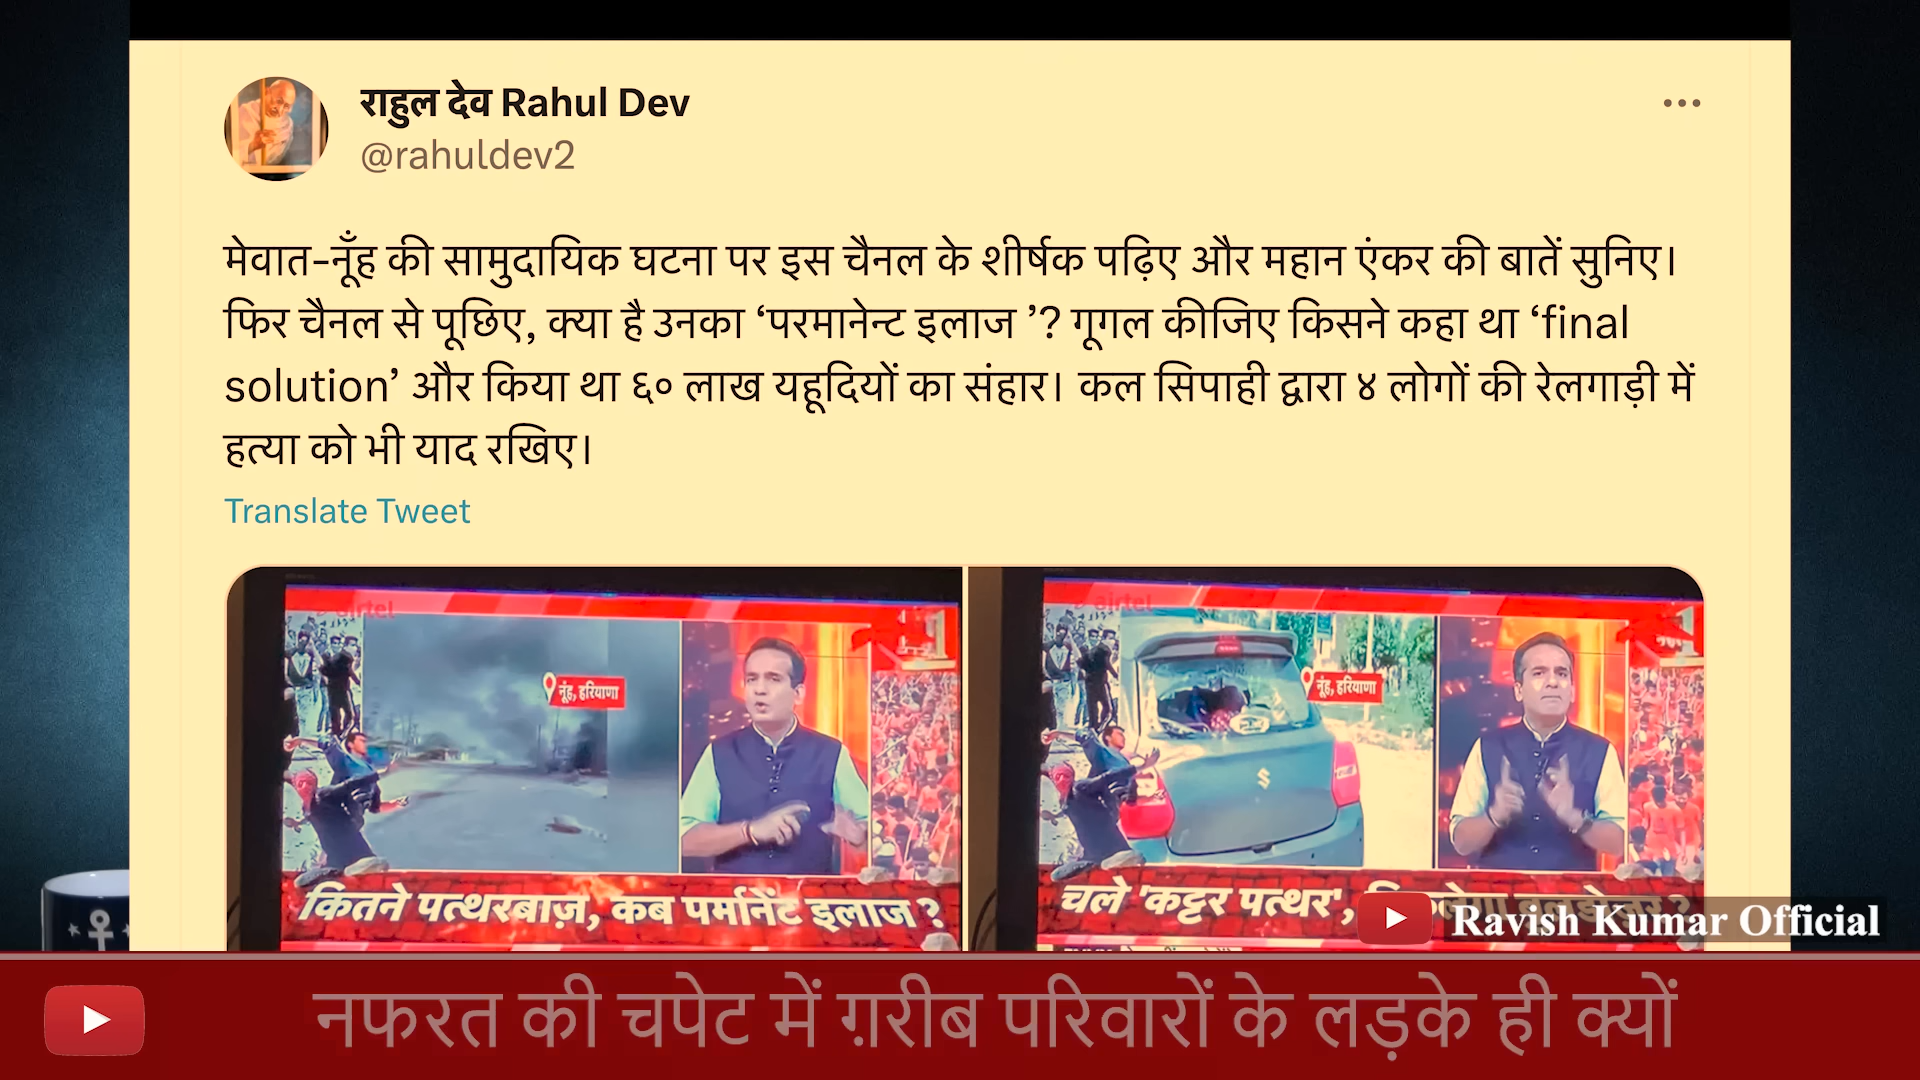 राहुल देव Rahul Dev
@rahuldev2
मेवात-नूँह की सामुदायिक घटना पर इस चैनल के शीर्षक पढ़िए और महान एंकर की बातें सुनिए।
फिर चैनल से पूछिए, क्या है उनका ‘परमानेन्ट इलाज ’? गूगल कीजिए किसने कहा था ‘final
solution’ और किया था ६० लाख यहूदियों का संहार। कल सिपाही द्वारा ४ लोगों की रेलगाड़ी में
हत्या को भी याद रखिए।
Translate Tweet
airtel
नूंह, हरियाणा
कितने पत्थरबाज़, कब पर्मानेंट इलाज ?
airtel
नूंह, हरियाणा
चले 'कट्टर पत्थर',
Ravish Kumar Official
नफरत की चपेट में ग़रीब परिवारों के लड़के ही क्यों